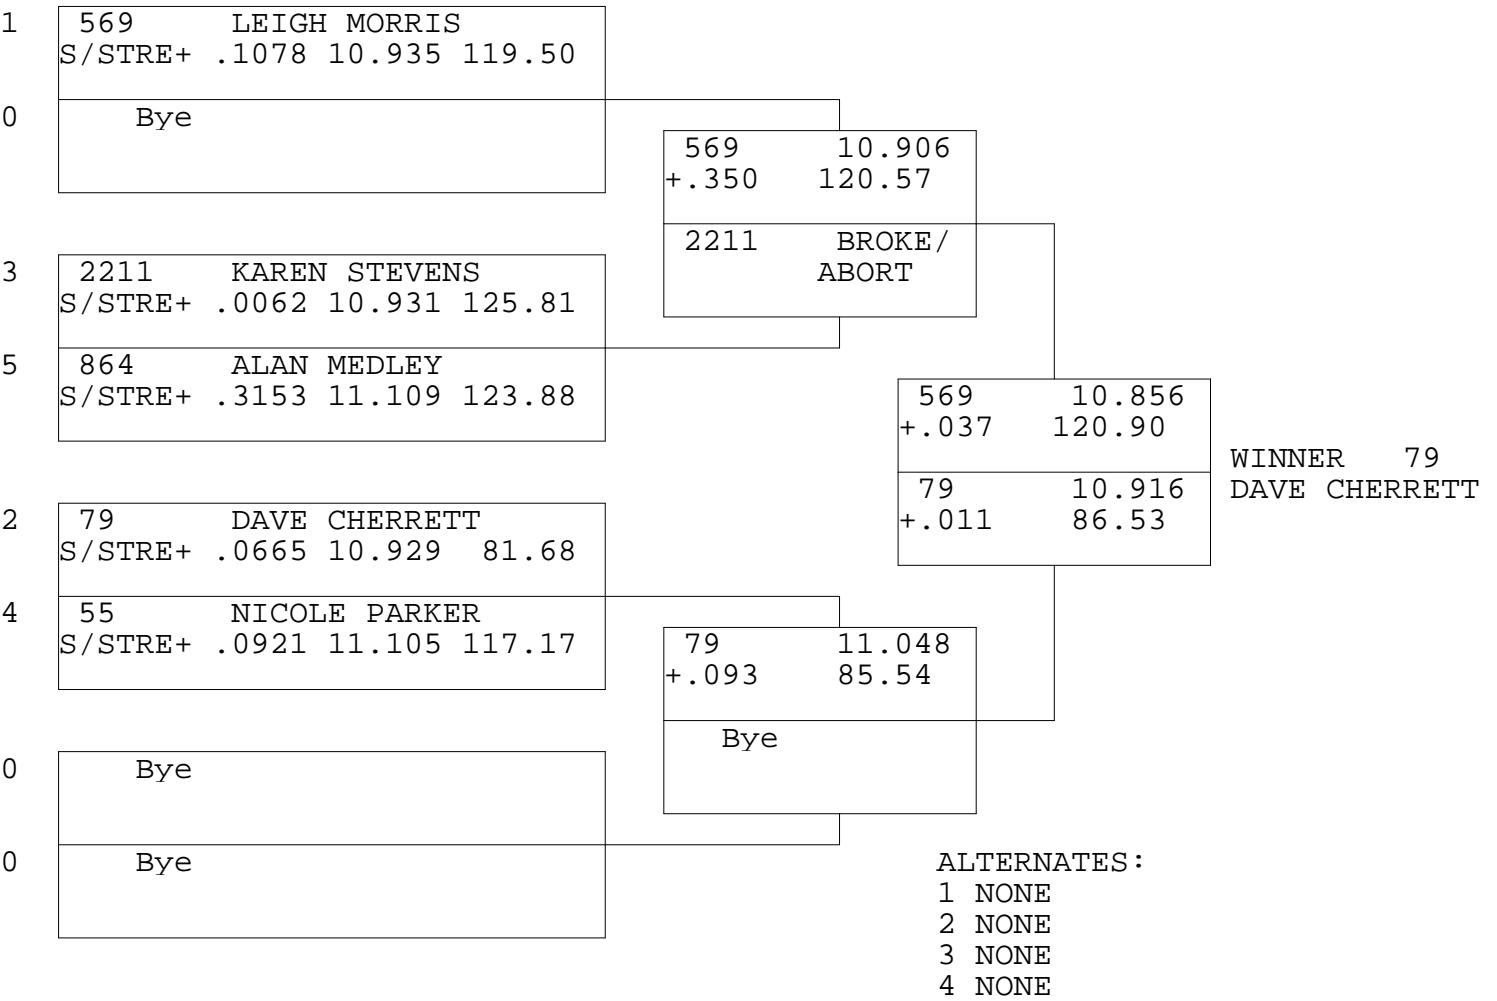 1 569 LEIGH MORRIS
S/STRE+ .1078 10.935 119.50
0 Bye
569 10.906
+.350 120.57
2211 BROKE/
ABORT
3 2211 KAREN STEVENS
S/STRE+ .0062 10.931 125.81
5 864 ALAN MEDLEY
S/STRE+ .3153 11.109 123.88
569 10.856
+.037 120.90
79 10.916
+.011 86.53
WINNER 79
DAVE CHERRETT
2 79 DAVE CHERRETT
S/STRE+ .0665 10.929 81.68
4 55 NICOLE PARKER
S/STRE+ .0921 11.105 117.17
79 11.048
+.093 85.54
Bye
0 Bye
0 Bye
ALTERNATES:
1 NONE
2 NONE
3 NONE
4 NONE